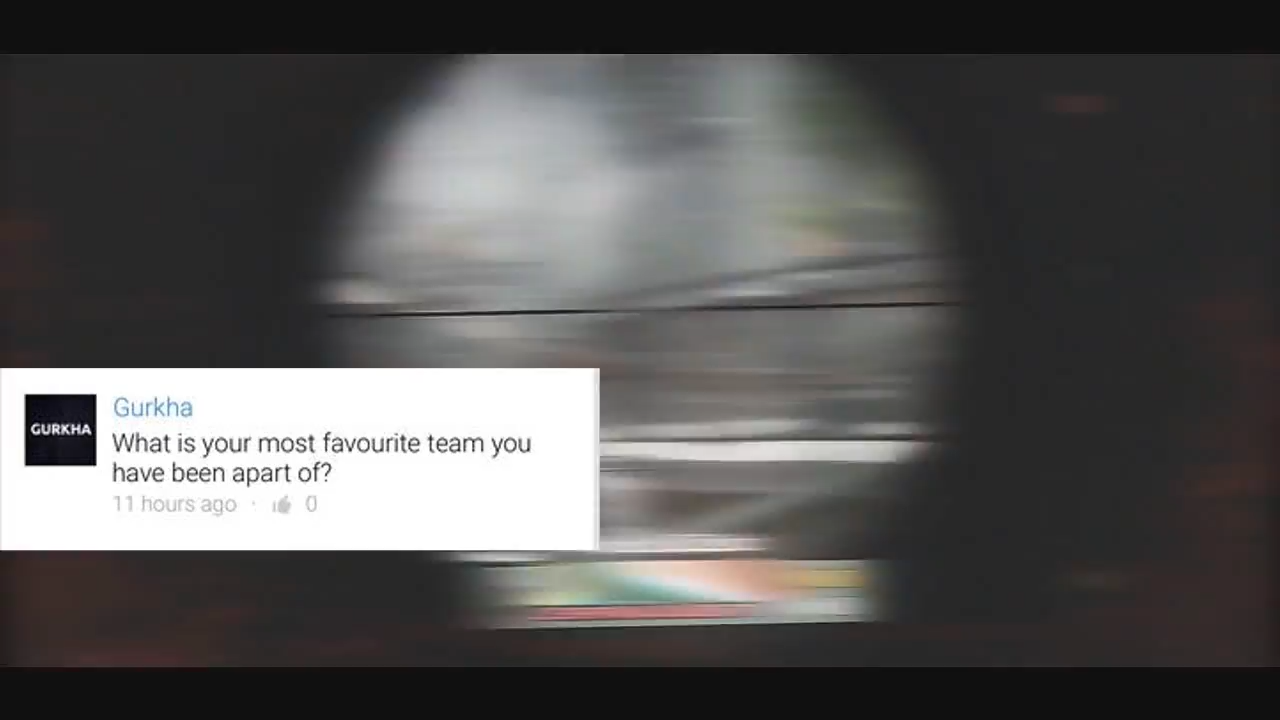 GURKHA
Gurkha
What is your most favourite team you
have been apart of?
11 hours ago · 0